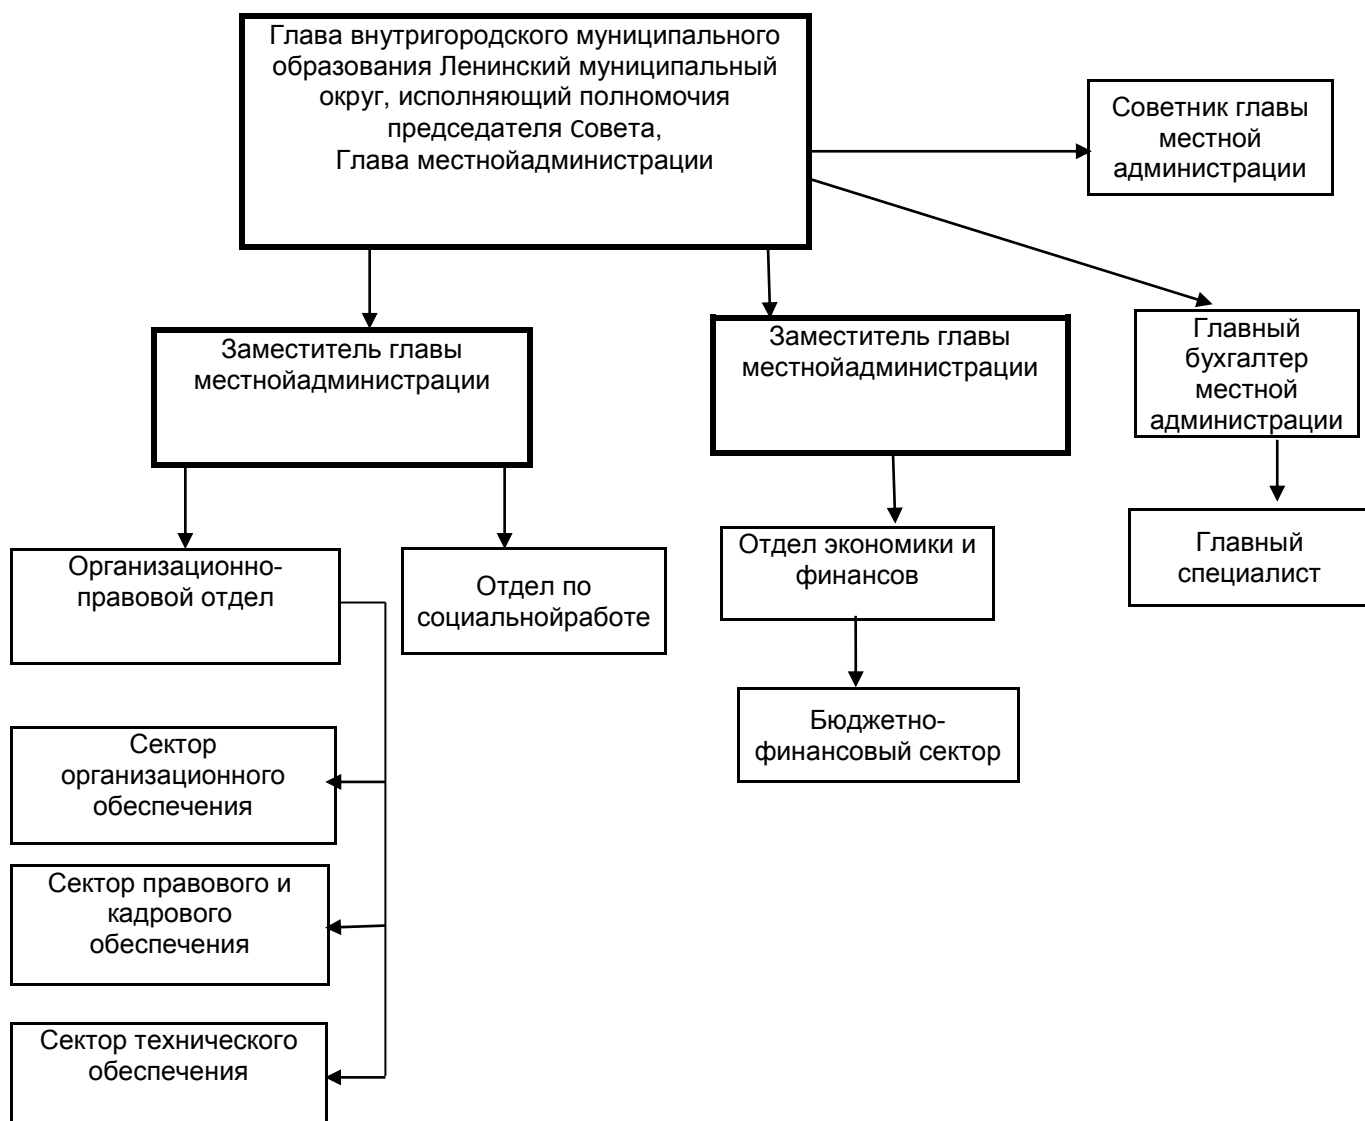 Глава внутригородского муниципального
образования Ленинский муниципальный
округ, исполняющий полномочия
председателя Совета,
Глава местнойадминистрации
Советник главы
местной
администрации
Заместитель главы
местнойадминистрации
Заместитель главы
местнойадминистрации
Главный
бухгалтер
местной
администрации
Организационно-
правовой отдел
Отдел по
социальнойработе
Отдел экономики и
финансов
Главный
специалист
Бюджетно-
финансовый сектор
Сектор
организационного
обеспечения
Сектор правового и
кадрового
обеспечения
Сектор технического
обеспечения